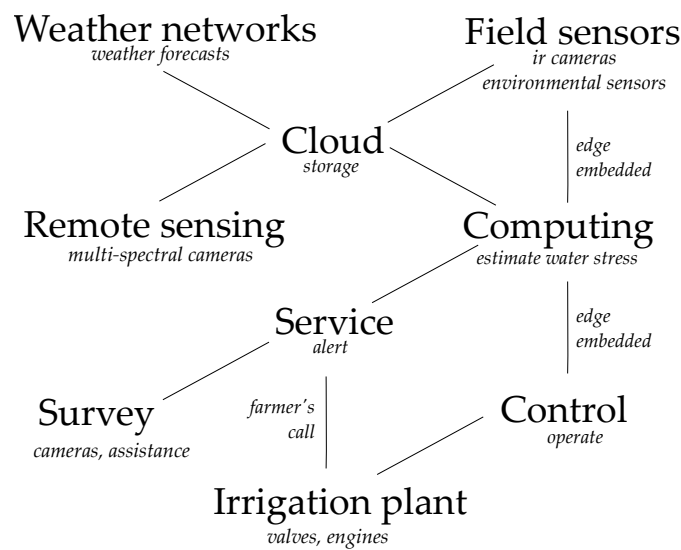 Weather networks
weather forecasts
Field sensors
ir cameras
environmental sensors
Cloud
storage
edge
embedded
Remote sensing
multi-spectral cameras
Computing
estimate water stress
Service
alert
edge
embedded
Survey
cameras, assistance
farmer's
call
Control
operate
Irrigation plant
valves, engines